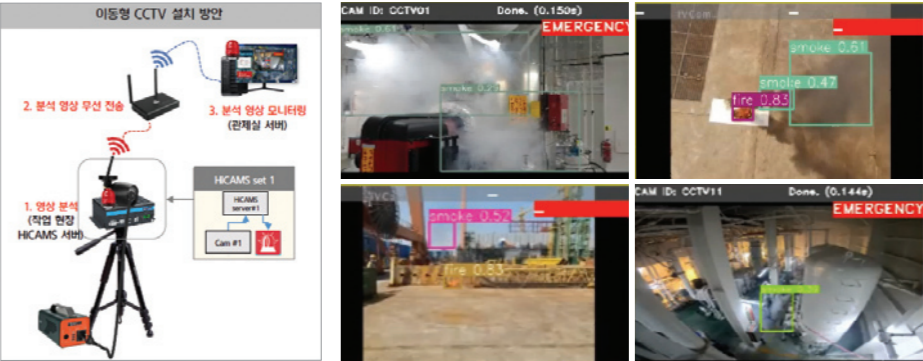 이동형 CCTV 설치 방안
2. 분석 영상 무선 전송
3. 분석 영상 모니터링
(관제실 서버)
1. 영상 분석
(작업 현장
HiCAMS 서버)
HiCAMS set 1
HiCAMS
server#1
Cam #1
CAM ID: CCTV01 Done. (0.150s)
EMERGENCY
smoke 0.61
smoke 0.61
smoke 0.47
fire 0.83
smoke 0.52
fire 0.83
CAM ID: CCTV11 Done. (0.144s)
EMERGENCY